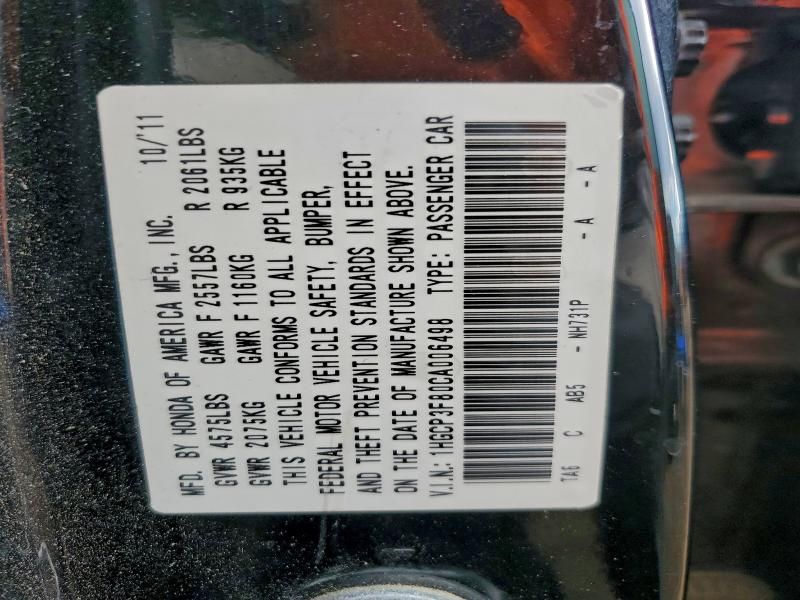 MFD. BY HONDA OF AMERICA MFG., INC. 10/'11
GVWR 4575LBS GAWR F 2557LBS R 2061LBS
GVWR 2075KG GAWR F 1160KG R 935KG
THIS VEHICLE CONFORMS TO ALL APPLICABLE
FEDERAL MOTOR VEHICLE SAFETY, BUMPER,
AND THEFT PREVENTION STANDARDS IN EFFECT
ON THE DATE OF MANUFACTURE SHOWN ABOVE.
V.I.N.: 1HGCP3F80CA006498 TYPE: PASSENGER CAR
TA6 C AB5 - NH731P - A - A